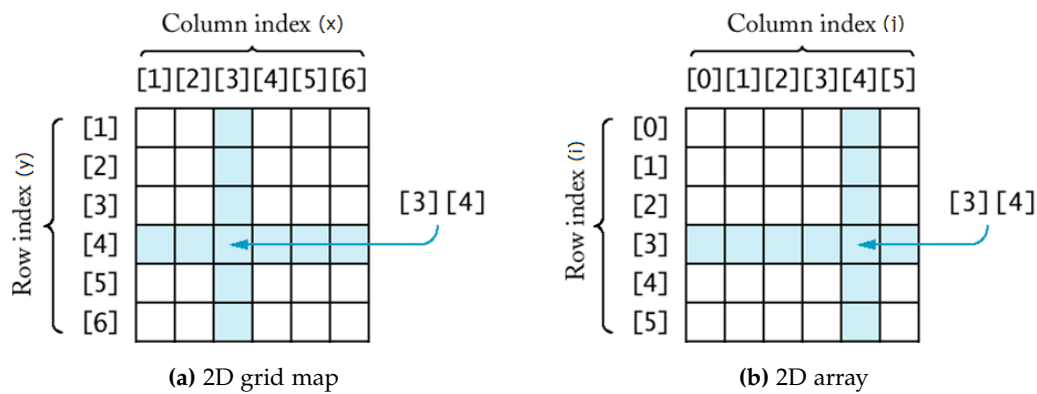 Column index (x)
[1][2][3][4][5][6]
Row index (y)
[1]
[2]
[3]
[4]
[5]
[6]
[3][4]
(a) 2D grid map
Column index (j)
[0][1][2][3][4][5]
Row index (i)
[0]
[1]
[2]
[3]
[4]
[5]
[3][4]
(b) 2D array